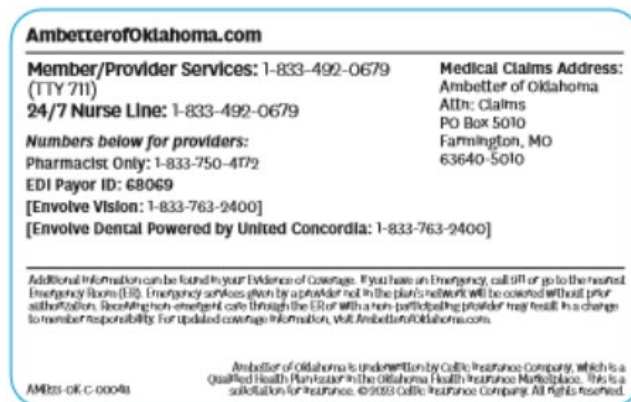 AmbetterofOklahoma.com
Member/Provider Services: 1-833-492-0679
(TTY 711)
24/7 Nurse Line: 1-833-492-0679
Numbers below for providers:
Pharmacist Only: 1-833-750-4172
EDI Payor ID: 68069
[Envolve Vision: 1-833-763-2400]
[Envolve Dental Powered by United Concordia: 1-833-763-2400]
Medical Claims Address:
Ambetter of Oklahoma
Attn: Claims
PO Box 5010
Farmington, MO
63640-5010
Additional information can be found in your Evidence of Coverage. If you have an Emergency, call 911 or go to the nearest
Emergency Room (ER). Emergency services given by a provider not in the plan's network will be covered without prior
authorization. Receiving non-emergent care through the ER or with a non-participating provider may result in a change
to member responsibility. For updated coverage information, visit AmbetterofOklahoma.com.
AMB23-OK-C-00048
Ambetter of Oklahoma is underwritten by Celtic Insurance Company, which is a
Qualified Health Plan issuer in the Oklahoma Health Insurance Marketplace. This is a
solicitation for insurance. © 2023 Celtic Insurance Company. All rights reserved.